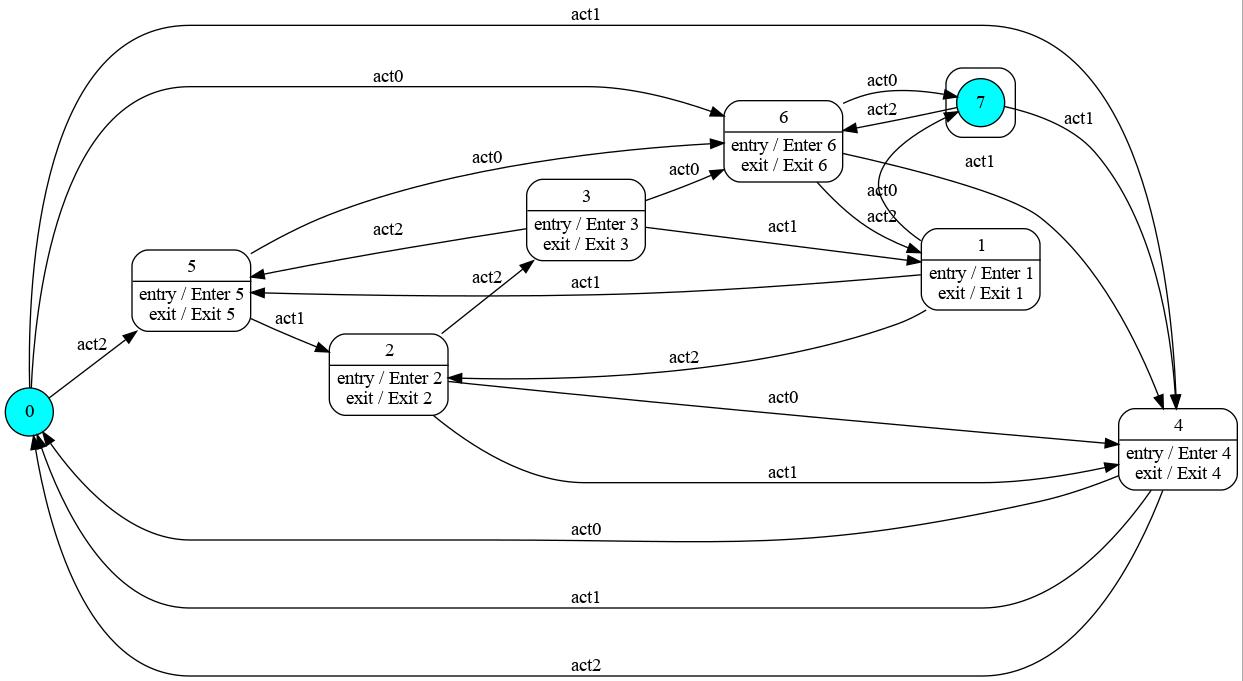 act1
act0
act0
7
6
act2
act1
entry / Enter 6
exit / Exit 6
act0
act1
act0
3
act0
entry / Enter 3
exit / Exit 3
act2
act2
act1
1
5
entry / Enter 1
exit / Exit 1
act2
act1
entry / Enter 5
exit / Exit 5
act1
act2
2
act2
entry / Enter 2
exit / Exit 2
act0
0
4
entry / Enter 4
exit / Exit 4
act1
act0
act1
act2